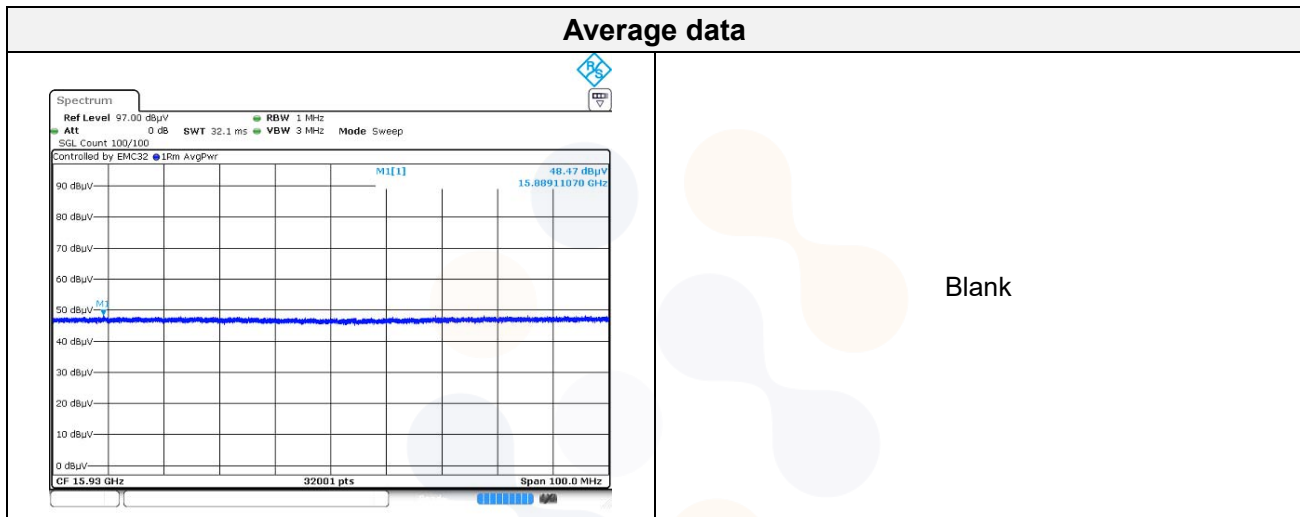 Average data
R&S
Spectrum
Ref Level 97.00 dBµV RBW 1 MHz
Att 0 dB SWT 32.1 ms VBW 3 MHz Mode Sweep
SGL Count 100/100
Controlled by EMC32 1Rm AvgPwr
M1[1] 48.47 dBµV
15.88911070 GHz
90 dBµV
80 dBµV
70 dBµV
60 dBµV
M1
50 dBµV
40 dBµV
30 dBµV
20 dBµV
10 dBµV
0 dBµV
CF 15.93 GHz 32001 pts Span 100.0 MHz
Blank